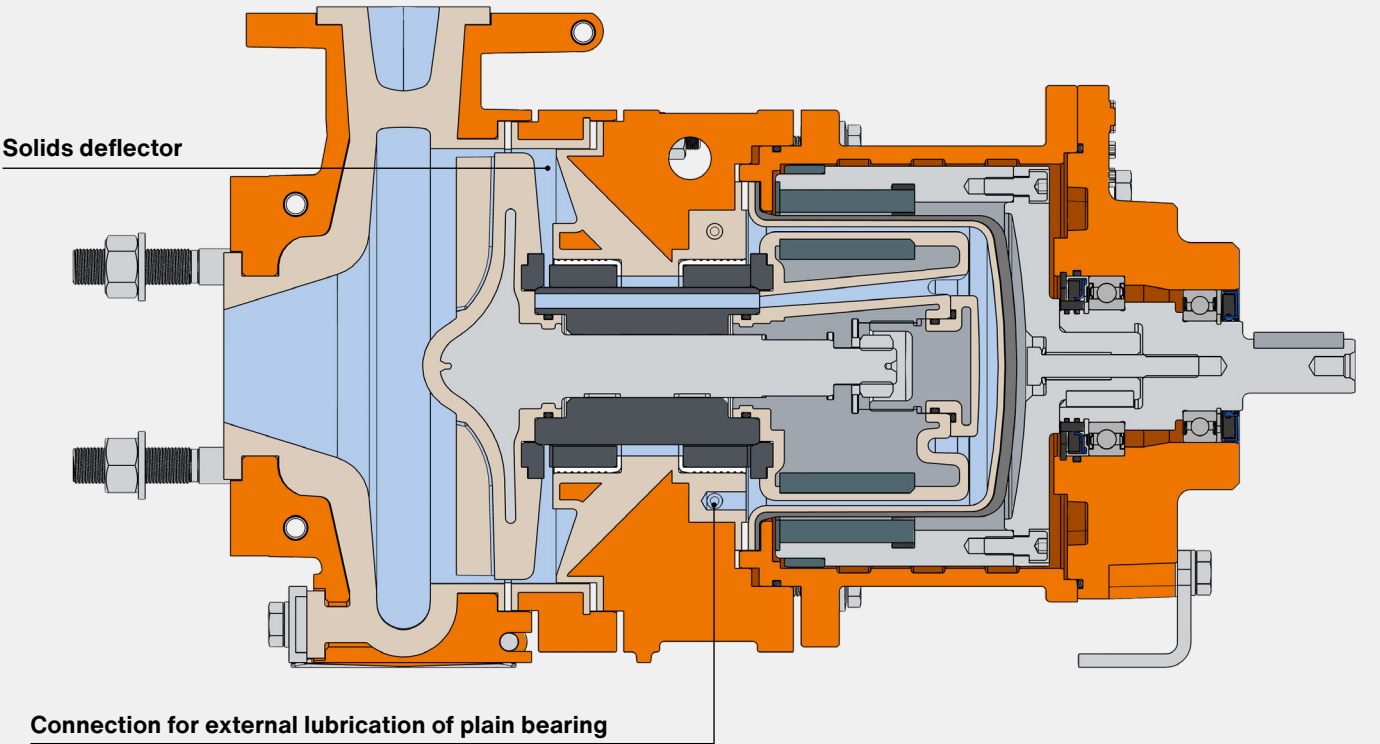 Solids deflector
Connection for external lubrication of plain bearing